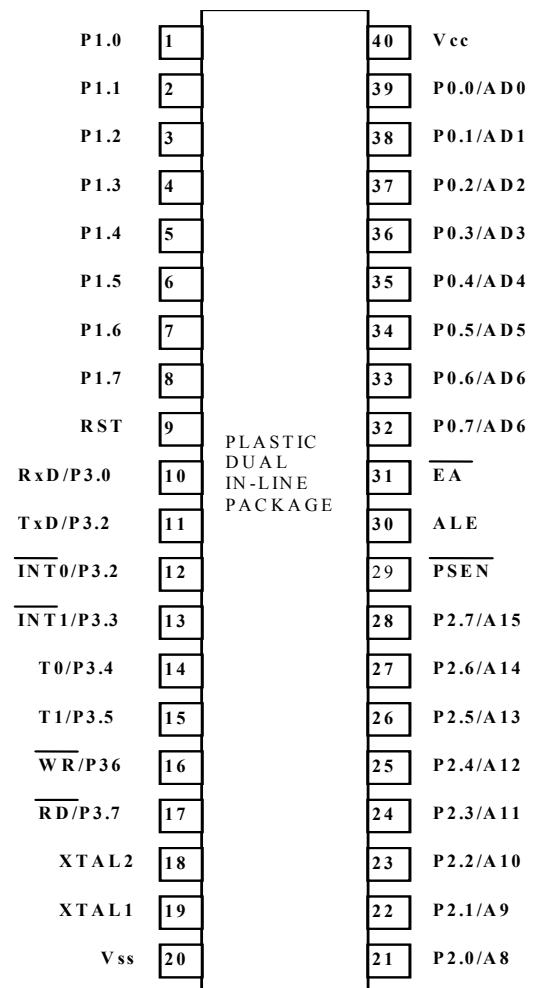 P1.0 1 40 Vcc
P1.1 2 39 P0.0/AD0
P1.2 3 38 P0.1/AD1
P1.3 4 37 P0.2/AD2
P1.4 5 36 P0.3/AD3
P1.5 6 35 P0.4/AD4
P1.6 7 34 P0.5/AD5
P1.7 8 33 P0.6/AD6
RST 9 32 P0.7/AD6
PLASTIC
DUAL
IN-LINE
PACKAGE
RxD/P3.0 10 31 EA
TxD/P3.2 11 30 ALE
INT0/P3.2 12 29 PSEN
INT1/P3.3 13 28 P2.7/A15
T0/P3.4 14 27 P2.6/A14
T1/P3.5 15 26 P2.5/A13
WR/P36 16 25 P2.4/A12
RD/P3.7 17 24 P2.3/A11
XTAL2 18 23 P2.2/A10
XTAL1 19 22 P2.1/A9
Vss 20 21 P2.0/A8